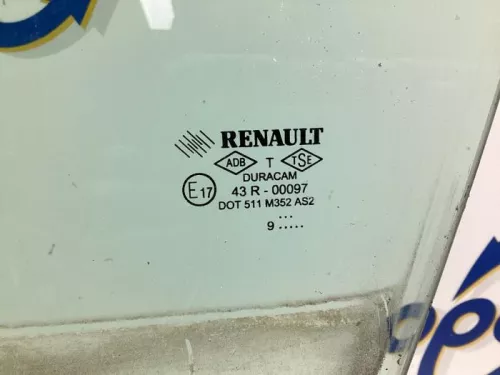 RENAULT
ADB T TSE
DURACAM
E17 43 R - 00097
DOT 511 M352 AS2
...
9 .....